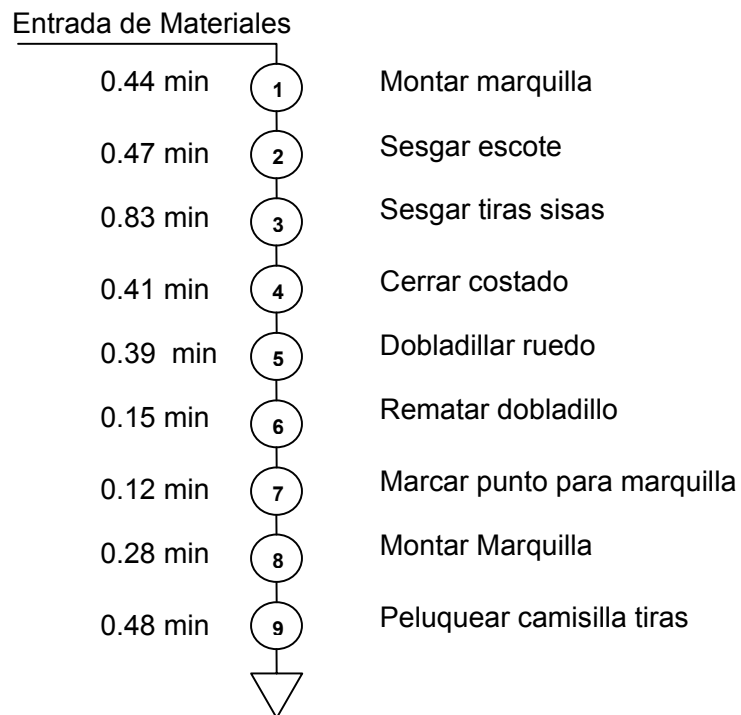 Entrada de Materiales
0.44 min 1 Montar marquilla
0.47 min 2 Sesgar escote
0.83 min 3 Sesgar tiras sisas
0.41 min 4 Cerrar costado
0.39 min 5 Dobladillar ruedo
0.15 min 6 Rematar dobladillo
0.12 min 7 Marcar punto para marquilla
0.28 min 8 Montar Marquilla
0.48 min 9 Peluquear camisilla tiras